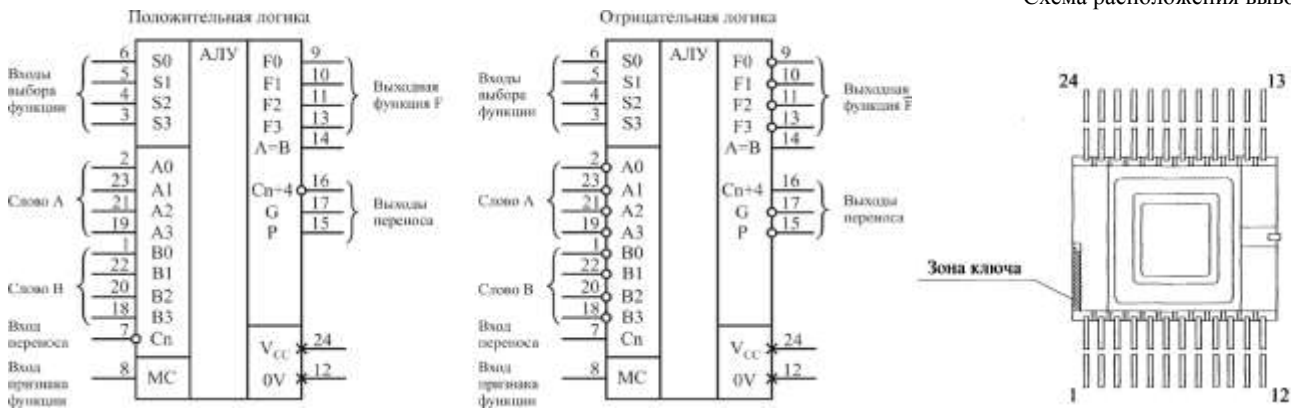 Схема расположения выво
Положительная логика
6 S0 АЛУ F0 9
5 S1 F1 10
4 S2 F2 11
3 S3 F3 13
A=B 14
Входы
выбора
функции
Выходная
функция F
2 A0
23 A1 Cn+4 16
21 A2 G 17
19 A3 P 15
Слово А
Выходы
переноса
1 B0
22 B1
20 B2
18 B3
Слово В
Вход
переноса
7 Cn
VCC 24
Вход
признака
функции
8 MC 0V 12
Отрицательная логика
6 S0 АЛУ F0 9
5 S1 F1 10
4 S2 F2 11
3 S3 F3 13
A=B 14
Входы
выбора
функции
Выходная
функция F
2 A0
23 A1 Cn+4 16
21 A2 G 17
19 A3 P 15
Слово А
Выходы
переноса
1 B0
22 B1
20 B2
18 B3
Слово В
Вход
переноса
7 Cn
VCC 24
Вход
признака
функции
8 MC 0V 12
24 13
Зона ключа
1 12